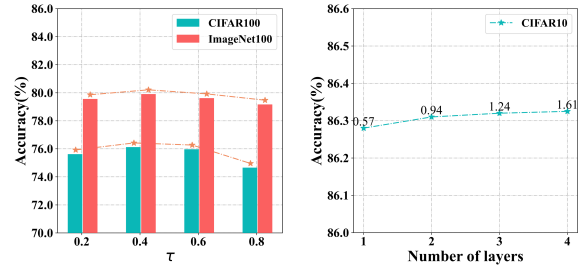 86.0
84.0
82.0
80.0
78.0
76.0
74.0
72.0
70.0
Accuracy(%)
CIFAR100
ImageNet100
0.2 0.4 0.6 0.8
τ
86.6
86.5
86.4
86.3
86.2
86.1
86.0
Accuracy(%)
CIFAR10
0.57 0.94 1.24 1.61
1 2 3 4
Number of layers